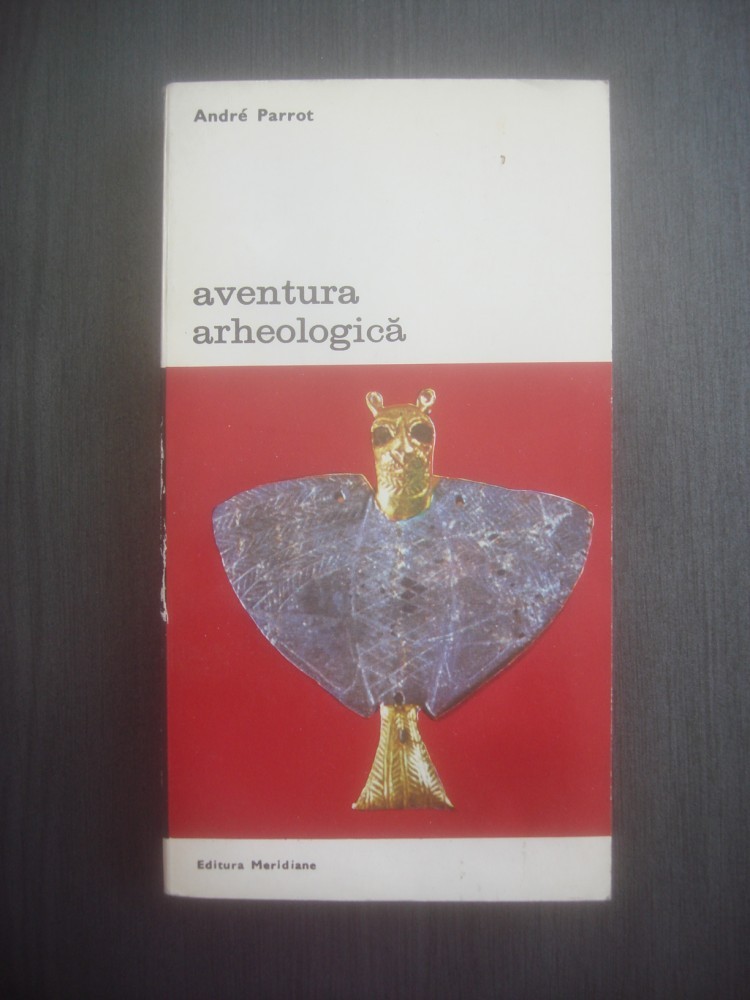 André Parrot
aventura
arheologică
Editura Meridiane